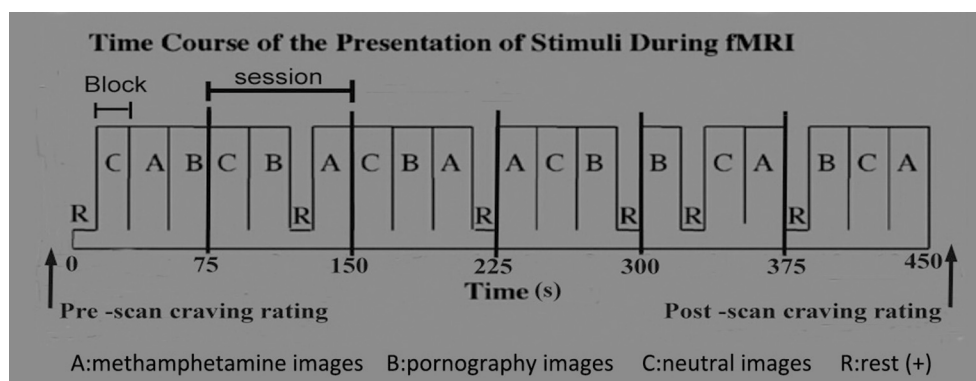 Time Course of the Presentation of Stimuli During fMRI
Block
session
C A B C B A C B A A C B B C A B C A
R R R R R R
0 75 150 225 300 375 450
Time (s)
Pre -scan craving rating Post -scan craving rating
A:methamphetamine images B:pornography images C:neutral images R:rest (+)